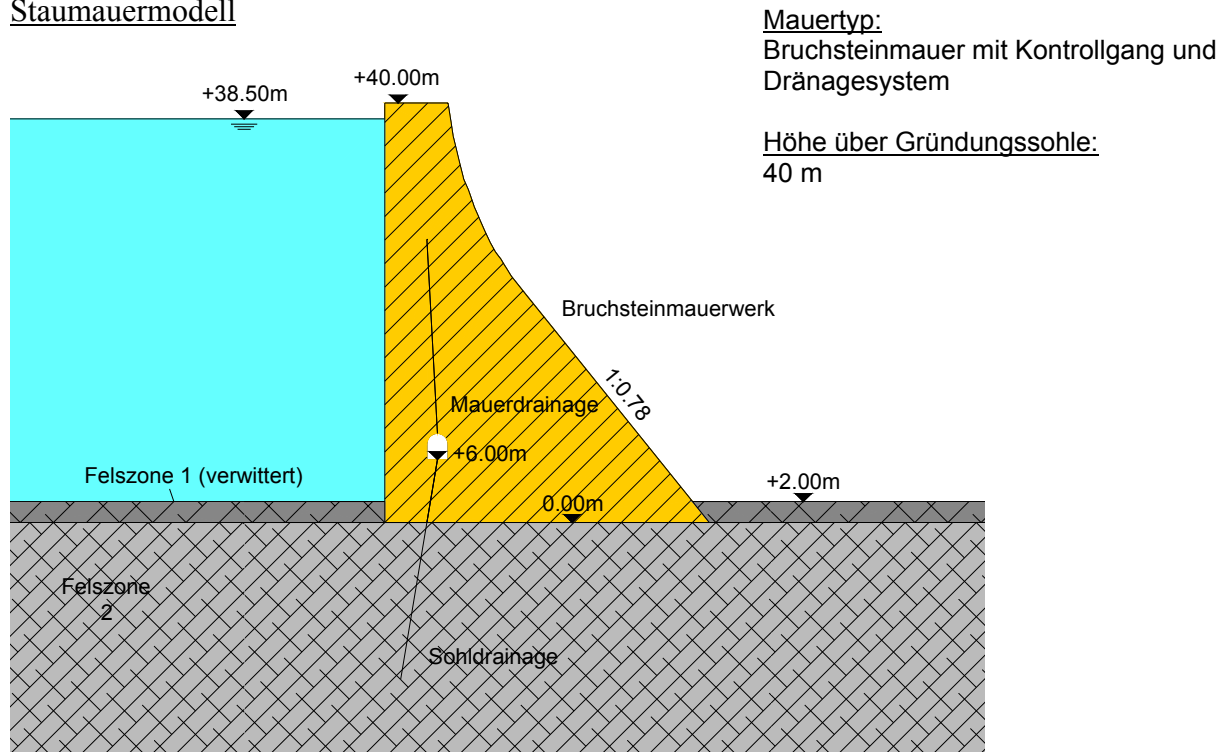 Staumauermodell
Mauertyp:
Bruchsteinmauer mit Kontrollgang und
Dränagesystem
Höhe über Gründungssohle:
40 m
+40.00m
+38.50m
Bruchsteinmauerwerk
1:0.78
Mauerdrainage
+6.00m
Felszone 1 (verwittert)
+2.00m
0.00m
Felszone
2
Sohldrainage